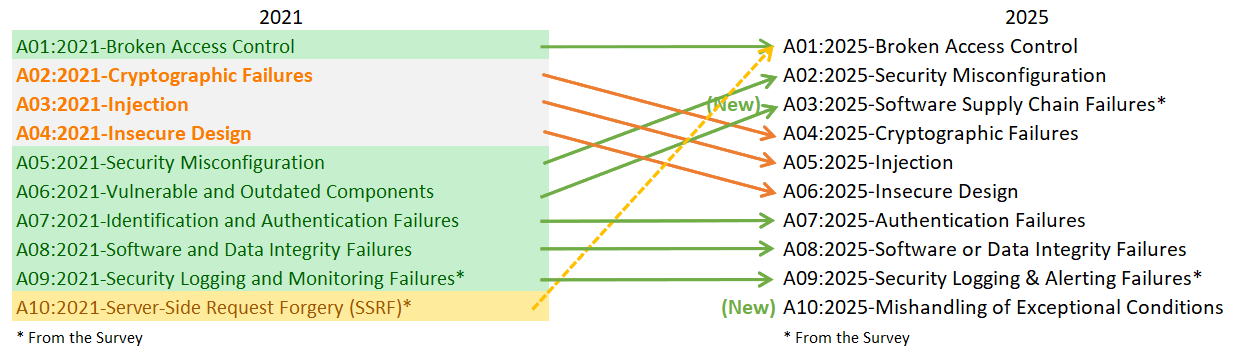 2021
2025
A01:2021-Broken Access Control
A01:2025-Broken Access Control
A02:2021-Cryptographic Failures
A02:2025-Security Misconfiguration
A03:2021-Injection
(New) A03:2025-Software Supply Chain Failures*
A04:2021-Insecure Design
A04:2025-Cryptographic Failures
A05:2021-Security Misconfiguration
A05:2025-Injection
A06:2021-Vulnerable and Outdated Components
A06:2025-Insecure Design
A07:2021-Identification and Authentication Failures
A07:2025-Authentication Failures
A08:2021-Software and Data Integrity Failures
A08:2025-Software or Data Integrity Failures
A09:2021-Security Logging and Monitoring Failures*
A09:2025-Security Logging & Alerting Failures*
A10:2021-Server-Side Request Forgery (SSRF)*
(New) A10:2025-Mishandling of Exceptional Conditions
* From the Survey
* From the Survey